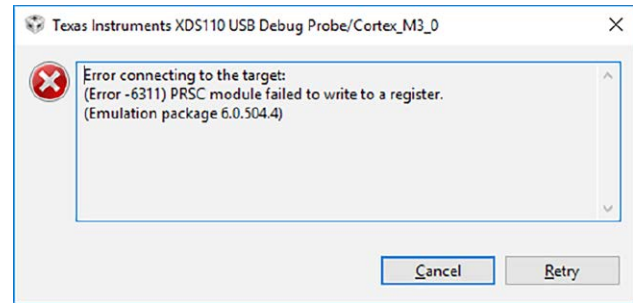 Texas Instruments XDS110 USB Debug Probe/Cortex_M3_0
Error connecting to the target:
(Error -6311) PRSC module failed to write to a register.
(Emulation package 6.0.504.4)
Cancel
Retry